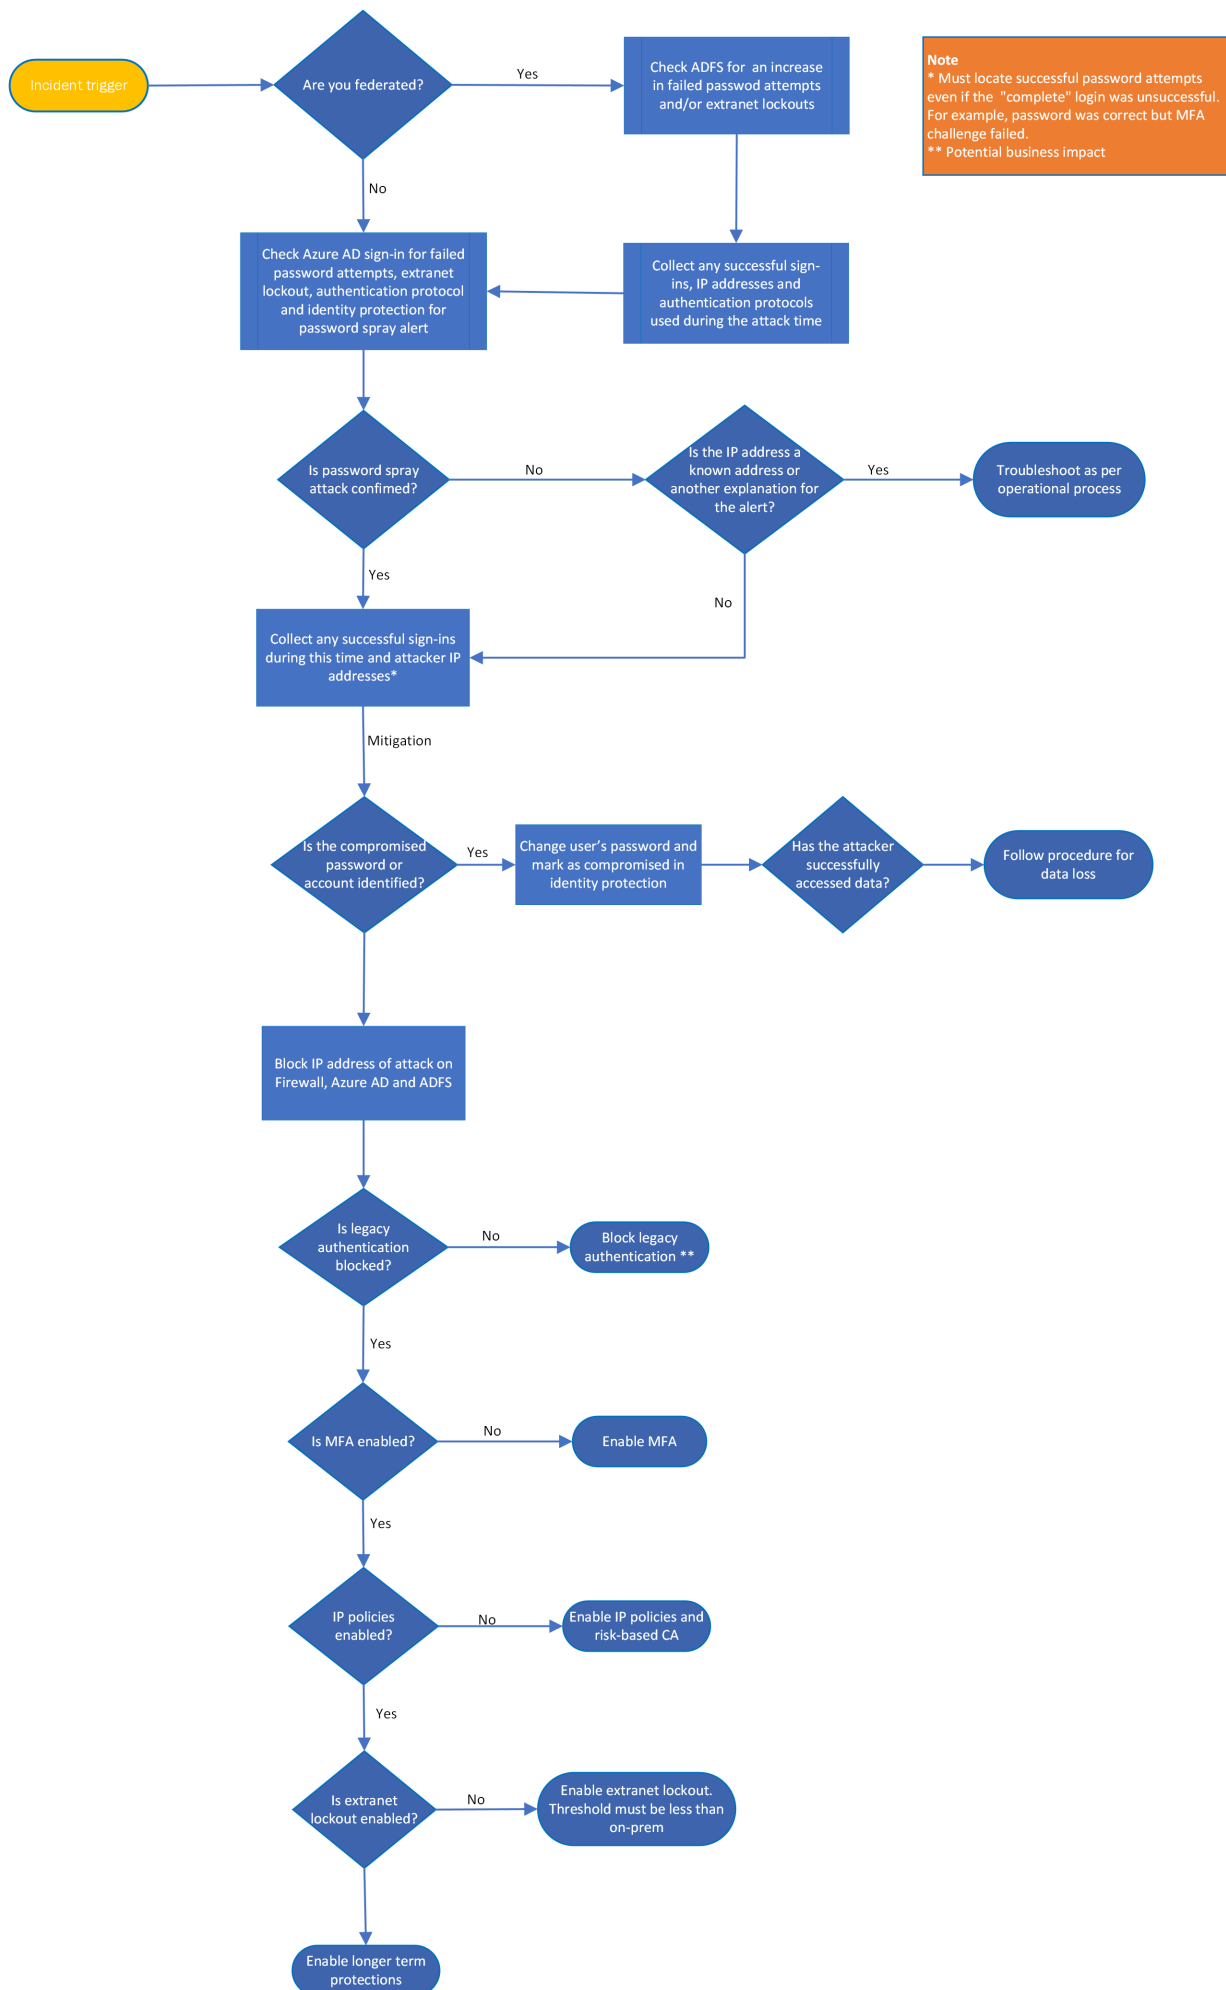 Incident trigger
Are you federated?
Yes
Check ADFS for  an increase
in failed passwod attempts
and/or extranet lockouts
Note
* Must locate successful password attempts
even if the  "complete" login was unsuccessful.
For example, password was correct but MFA
challenge failed.
** Potential business impact
No
Check Azure AD sign-in for failed
password attempts, extranet
lockout, authentication protocol
and identity protection for
password spray alert
Collect any successful sign-
ins, IP addresses and
authentication protocols
used during the attack time
Is password spray
attack confimed?
No
Is the IP address a
known address or
another explanation for
the alert?
Yes
Troubleshoot as per
operational process
Yes
No
Collect any successful sign-ins
during this time and attacker IP
addresses*
Mitigation
Is the compromised
password or
account identified?
Yes
Change user’s password and
mark as compromised in
identity protection
Has the attacker
successfully
accessed data?
Follow procedure for
data loss
Block IP address of attack on
Firewall, Azure AD and ADFS
Is legacy
authentication
blocked?
No
Block legacy
authentication **
Yes
Is MFA enabled?
No
Enable MFA
Yes
IP policies
enabled?
No
Enable IP policies and
risk-based CA
Yes
Is extranet
lockout enabled?
No
Enable extranet lockout.
Threshold must be less than
on-prem
Enable longer term
protections